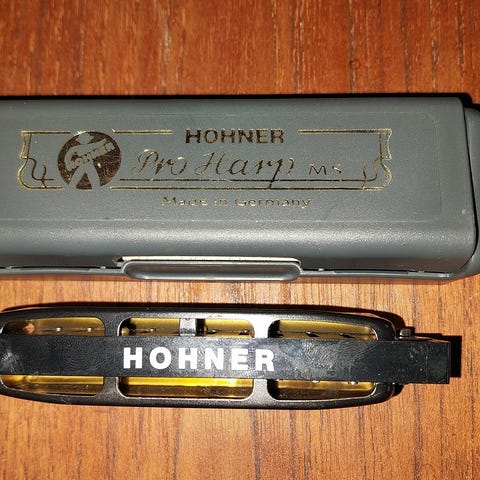 HOHNER
Pro Harp MS
Made in Germany
HOHNER